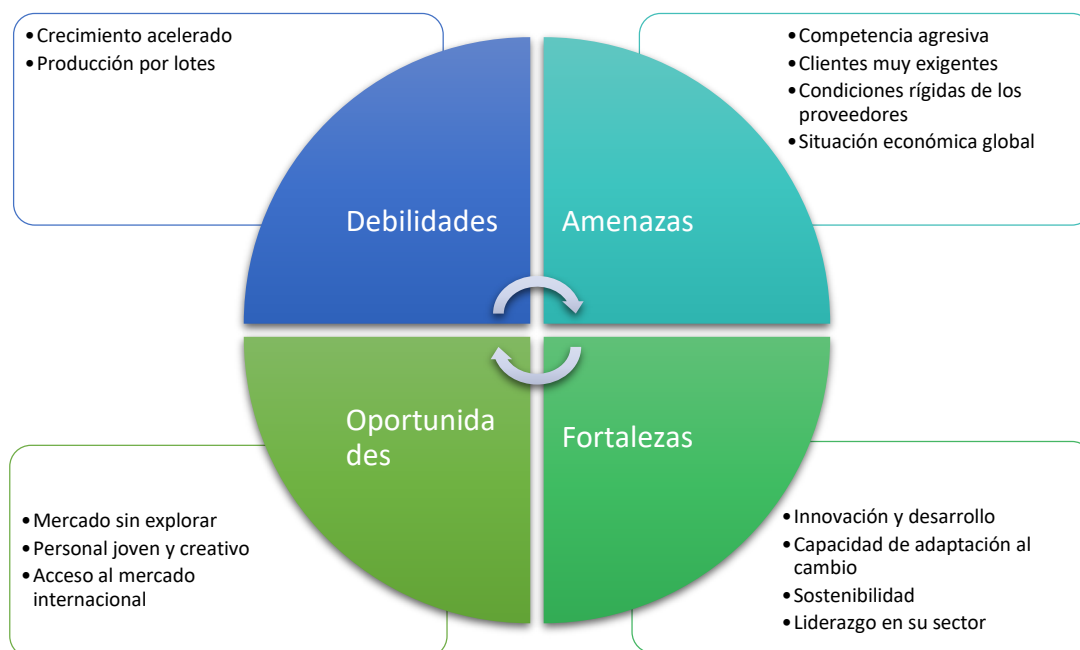 • Crecimiento acelerado
• Producción por lotes
Debilidades
• Competencia agresiva
• Clientes muy exigentes
• Condiciones rígidas de los
proveedores
• Situación económica global
Amenazas
Oportunida
des
• Mercado sin explorar
• Personal joven y creativo
• Acceso al mercado
internacional
Fortalezas
• Innovación y desarrollo
• Capacidad de adaptación al
cambio
• Sostenibilidad
• Liderazgo en su sector